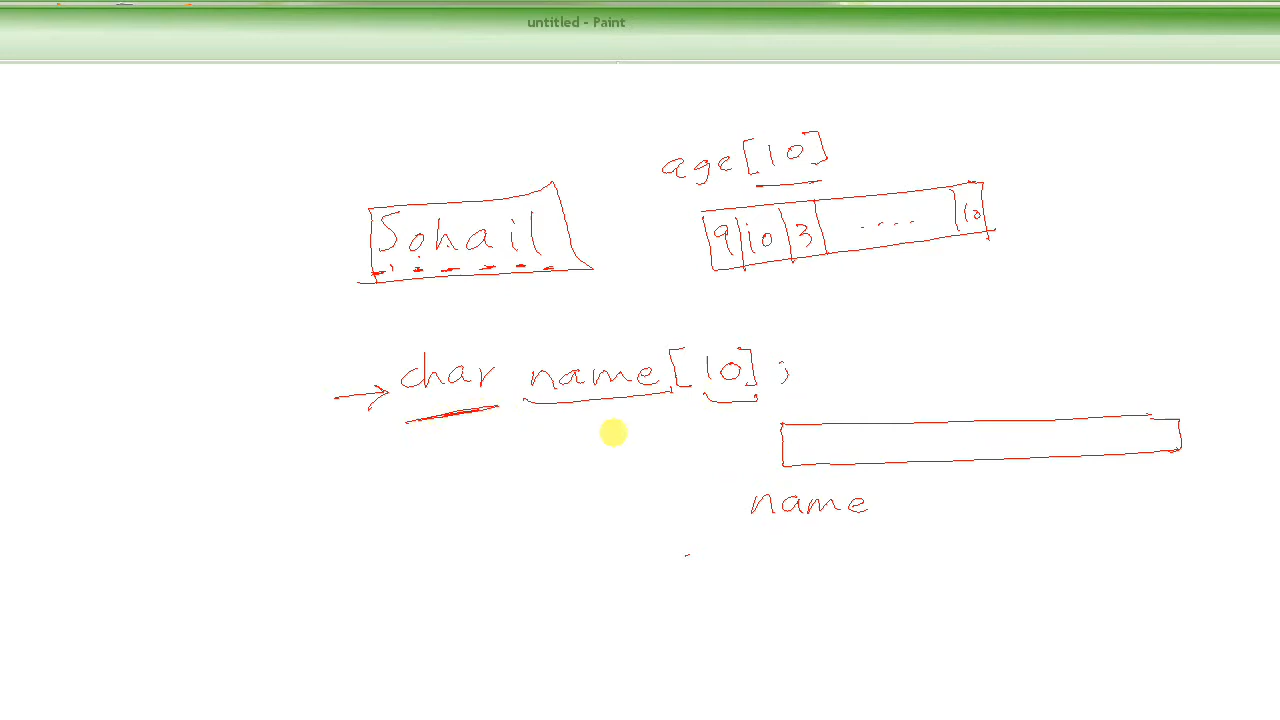 untitled - Paint
age[10]
Sohail
9 10 3 .... 10
char name[10];
name